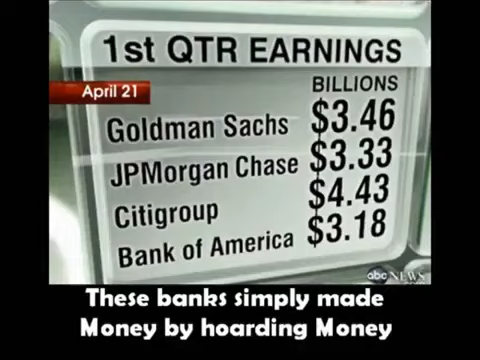 1st QTR EARNINGS
April 21
BILLIONS
Goldman Sachs $3.46
JPMorgan Chase $3.33
Citigroup $4.43
Bank of America $3.18
abc NEWS
These banks simply made
Money by hoarding Money